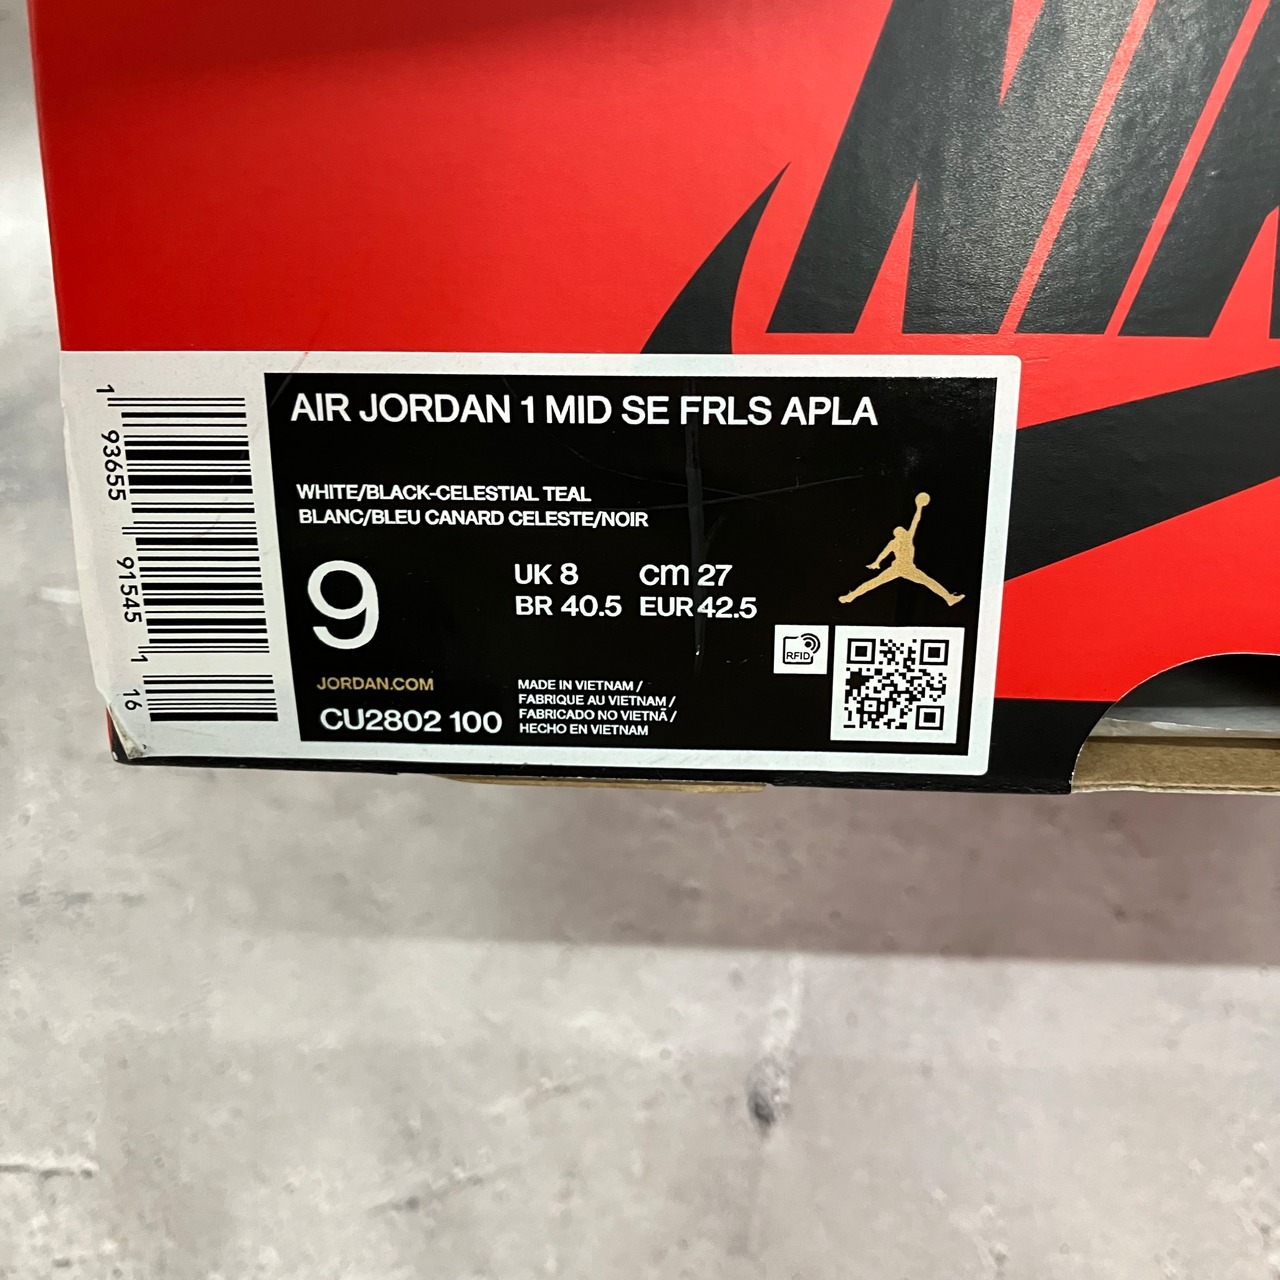 NIK
AIR JORDAN 1 MID SE FRLS APLA
WHITE/BLACK-CELESTIAL TEAL
BLANC/BLEU CANARD CELESTE/NOIR
9
UK 8 cm 27
BR 40.5 EUR 42.5
RFID
JORDAN.COM
CU2802 100
MADE IN VIETNAM /
FABRIQUE AU VIETNAM /
FABRICADO NO VIETNÃ /
HECHO EN VIETNAM
1 93655 91545 1 16